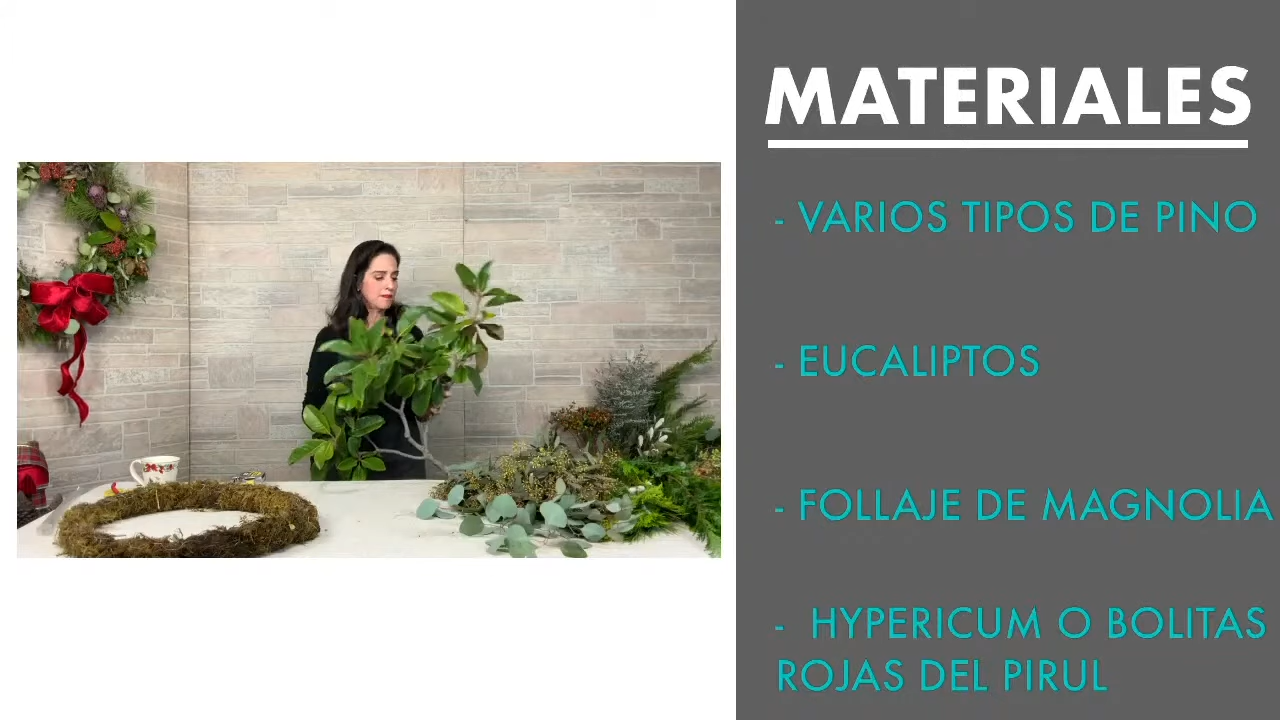 MATERIALES
- VARIOS TIPOS DE PINO
- EUCALIPTOS
- FOLLAJE DE MAGNOLIA
- HYPERICUM O BOLITAS
ROJAS DEL PIRUL